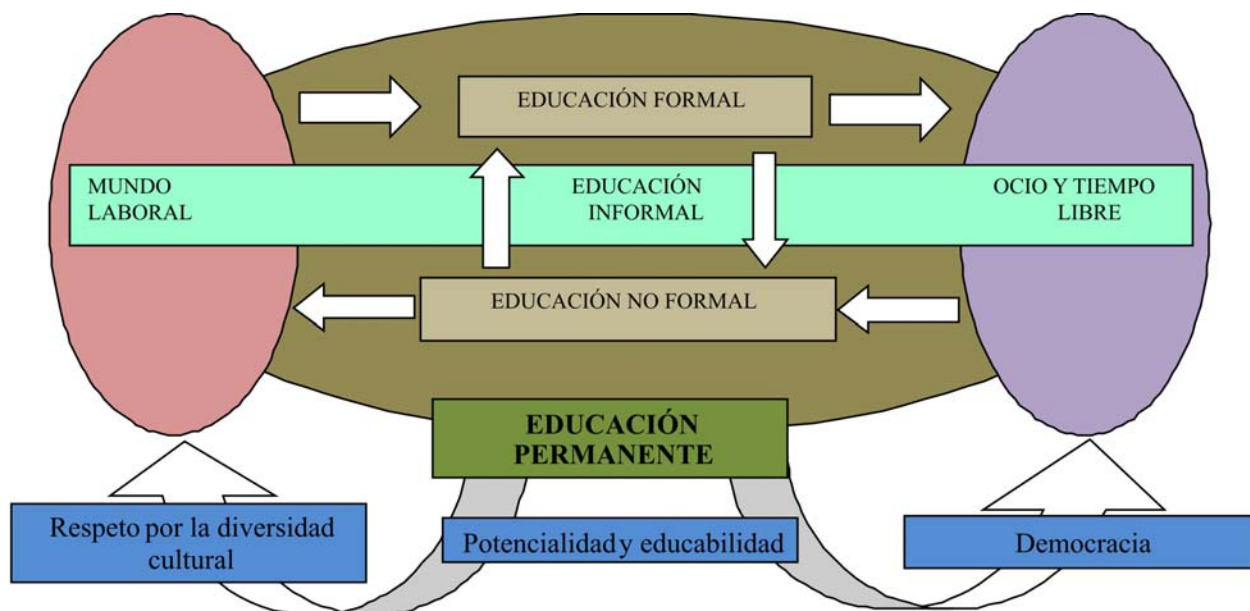 EDUCACIÓN FORMAL
MUNDO
LABORAL
EDUCACIÓN
INFORMAL
OCIO Y TIEMPO
LIBRE
EDUCACIÓN NO FORMAL
EDUCACIÓN
PERMANENTE
Respeto por la diversidad
cultural
Potencialidad y educabilidad
Democracia